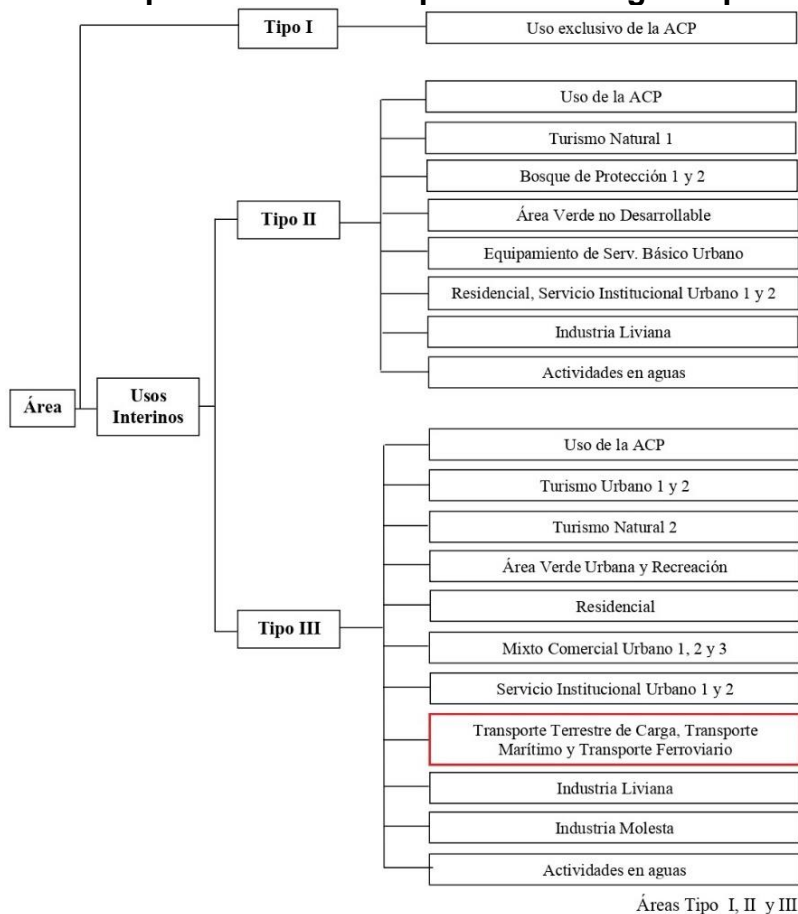 Tipo I
Uso exclusivo de la ACP
Uso de la ACP
Turismo Natural 1
Bosque de Protección 1 y 2
Tipo II
Área Verde no Desarrollable
Equipamiento de Serv. Básico Urbano
Residencial, Servicio Institucional Urbano 1 y 2
Industria Liviana
Actividades en aguas
Área
Usos
Interinos
Uso de la ACP
Turismo Urbano 1 y 2
Turismo Natural 2
Área Verde Urbana y Recreación
Residencial
Tipo III
Mixto Comercial Urbano 1, 2 y 3
Servicio Institucional Urbano 1 y 2
Transporte Terrestre de Carga, Transporte
Marítimo y Transporte Ferroviario
Industria Liviana
Industria Molesta
Actividades en aguas
Áreas Tipo I, II y III